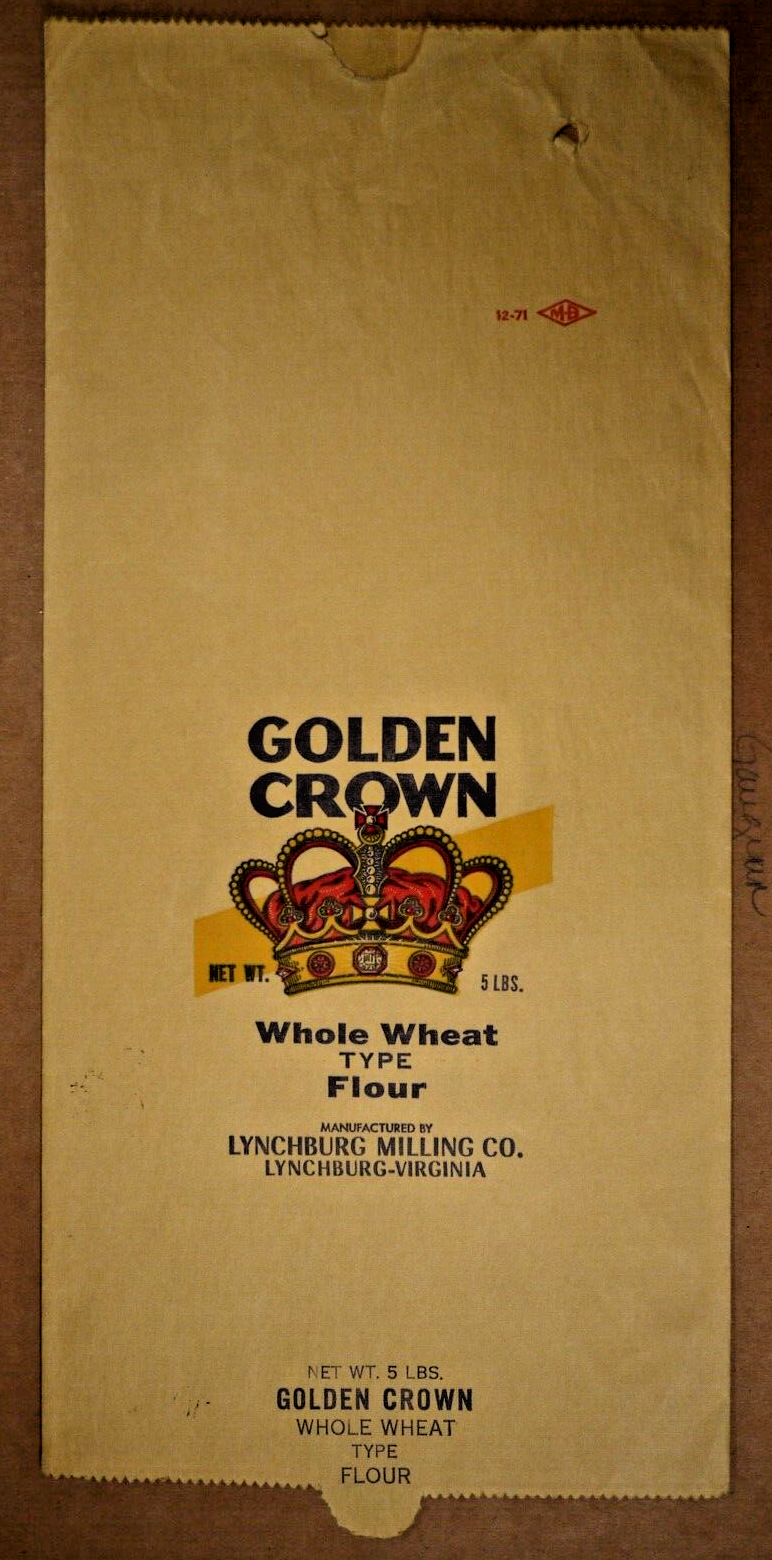 12-71 M-B
GOLDEN
CROWN
NET WT.
5 LBS.
Whole Wheat
TYPE
Flour
MANUFACTURED BY
LYNCHBURG MILLING CO.
LYNCHBURG-VIRGINIA
NET WT. 5 LBS.
GOLDEN CROWN
WHOLE WHEAT
TYPE
FLOUR